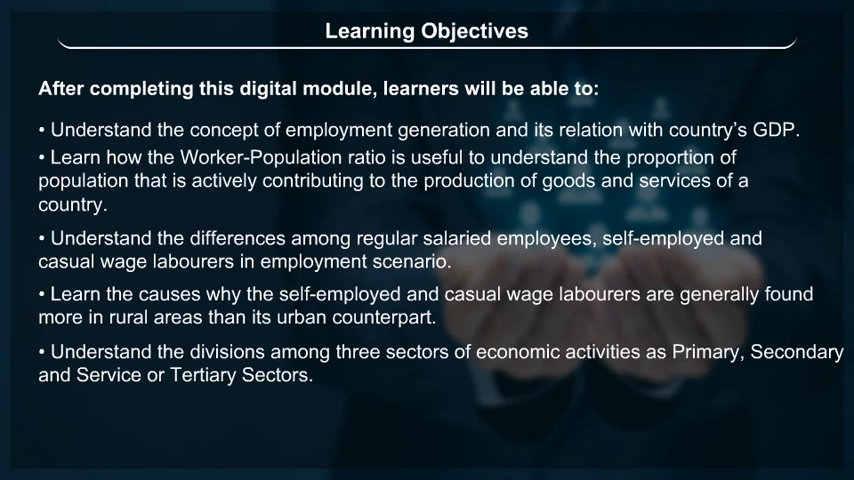 Learning Objectives
After completing this digital module, learners will be able to:
• Understand the concept of employment generation and its relation with country’s GDP.
• Learn how the Worker-Population ratio is useful to understand the proportion of
population that is actively contributing to the production of goods and services of a
country.
• Understand the differences among regular salaried employees, self-employed and
casual wage labourers in employment scenario.
• Learn the causes why the self-employed and casual wage labourers are generally found
more in rural areas than its urban counterpart.
• Understand the divisions among three sectors of economic activities as Primary, Secondary
and Service or Tertiary Sectors.